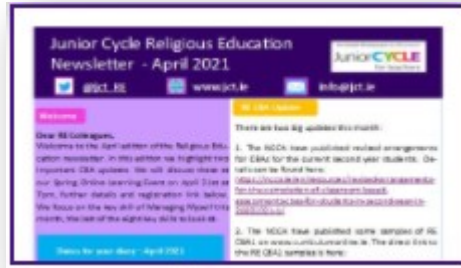 Junior Cycle Religious Education
Newsletter - April 2021
JuniorCYCLE
for teachers
@jct_RE
www.jct.ie
info@jct.ie
Welcome
Dear RE Colleagues,
Welcome to the April edition of the Religious Edu-
cation newsletter. In this edition we highlight two
important CBA updates. We will discuss these at
our Spring Online Learning Event on April 21st at
7pm, further details and registration link below.
We focus on the key skill of Managing Myself this
month, the last of the eight key skills to look at.
Dates for your diary - April 2021
RE CBA Update
There are two big updates this month:
1. The NCCA have published revised arrangements
for CBAs for the current second year students. De-
tails can be found here:
2. The NCCA have published some samples of RE
CBA1 on www.curriculumonline.ie. The direct link to
the RE CBA1 samples is here: